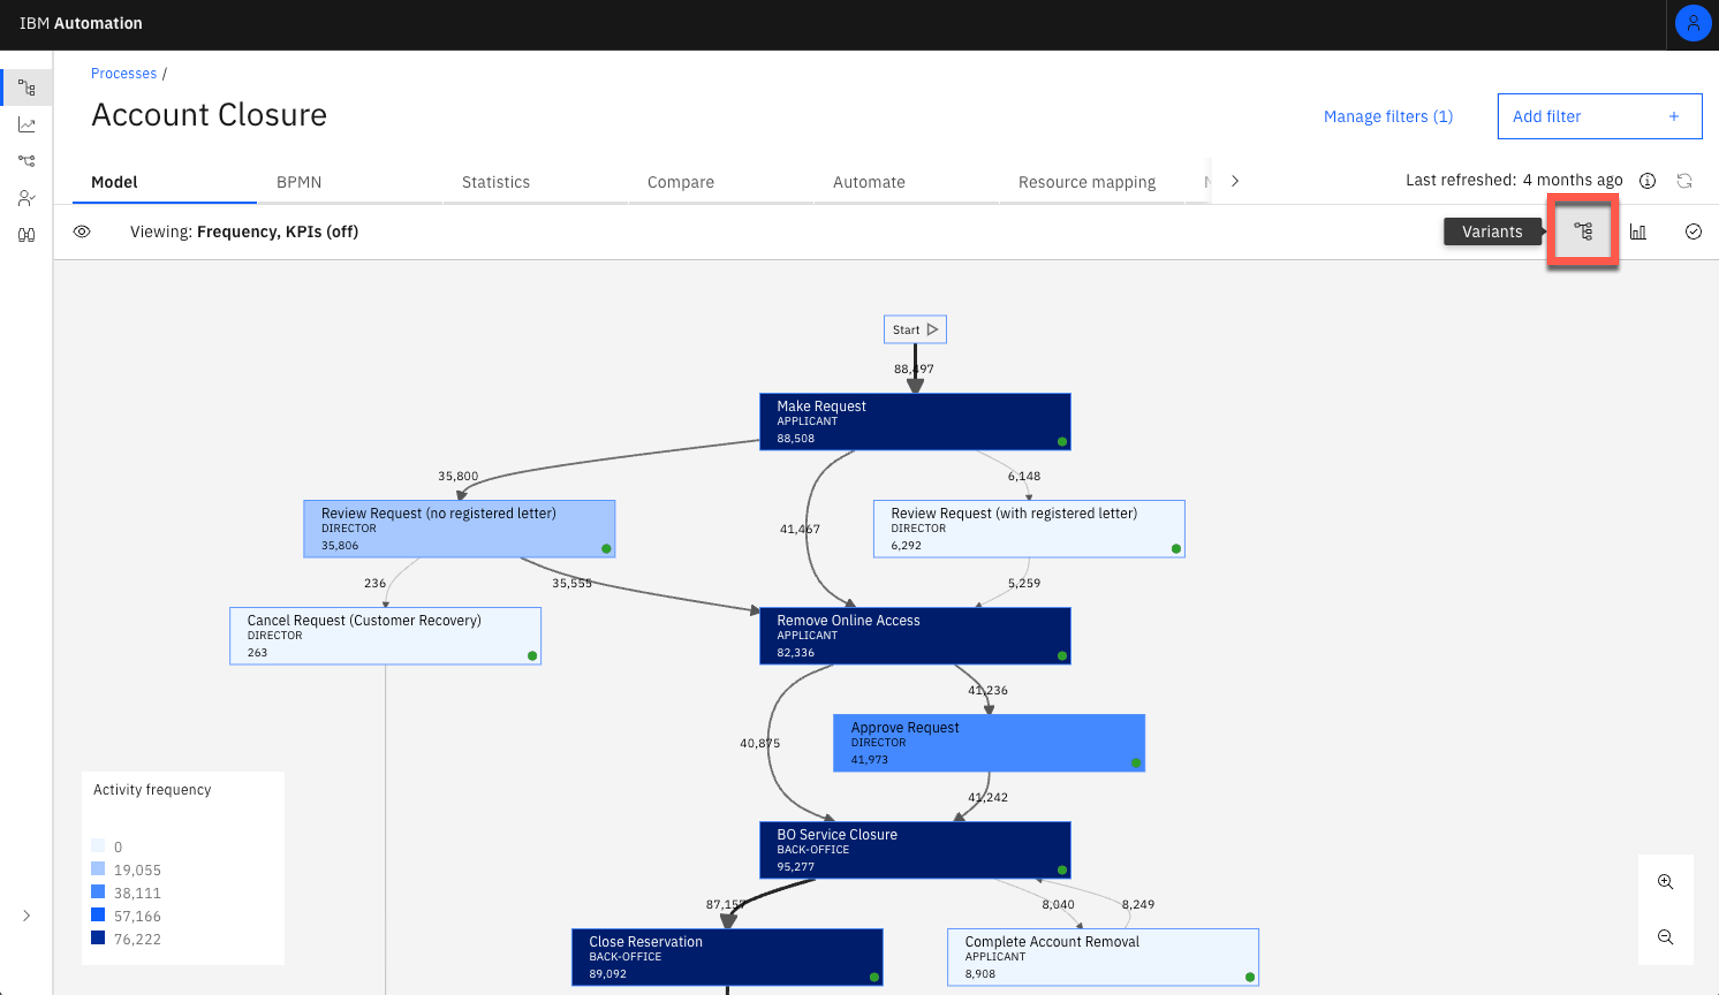 IBM Automation
Processes /
Account Closure
Manage filters (1)
Add filter +
Model
BPMN
Statistics
Compare
Automate
Resource mapping
Last refreshed: 4 months ago
Viewing: Frequency, KPIs (off)
Variants
Start
88,497
Make Request
APPLICANT
88,508
35,800
6,148
Review Request (no registered letter)
DIRECTOR
35,806
41,467
Review Request (with registered letter)
DIRECTOR
6,292
236
35,555
5,259
Cancel Request (Customer Recovery)
DIRECTOR
263
Remove Online Access
APPLICANT
82,336
41,236
40,875
Approve Request
DIRECTOR
41,973
41,242
BO Service Closure
BACK-OFFICE
95,277
87,157
8,040
8,249
Close Reservation
BACK-OFFICE
89,092
Complete Account Removal
APPLICANT
8,908
Activity frequency
0
19,055
38,111
57,166
76,222